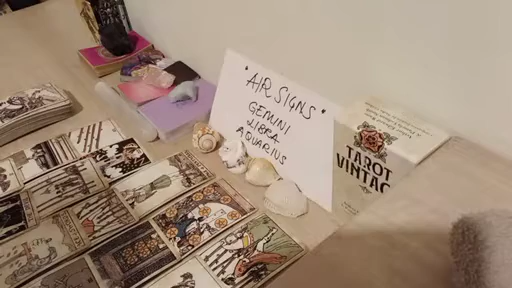 • AIR SIGNS •
GEMINI
LIBRA
AQUARIUS
TAROT
VINTAG